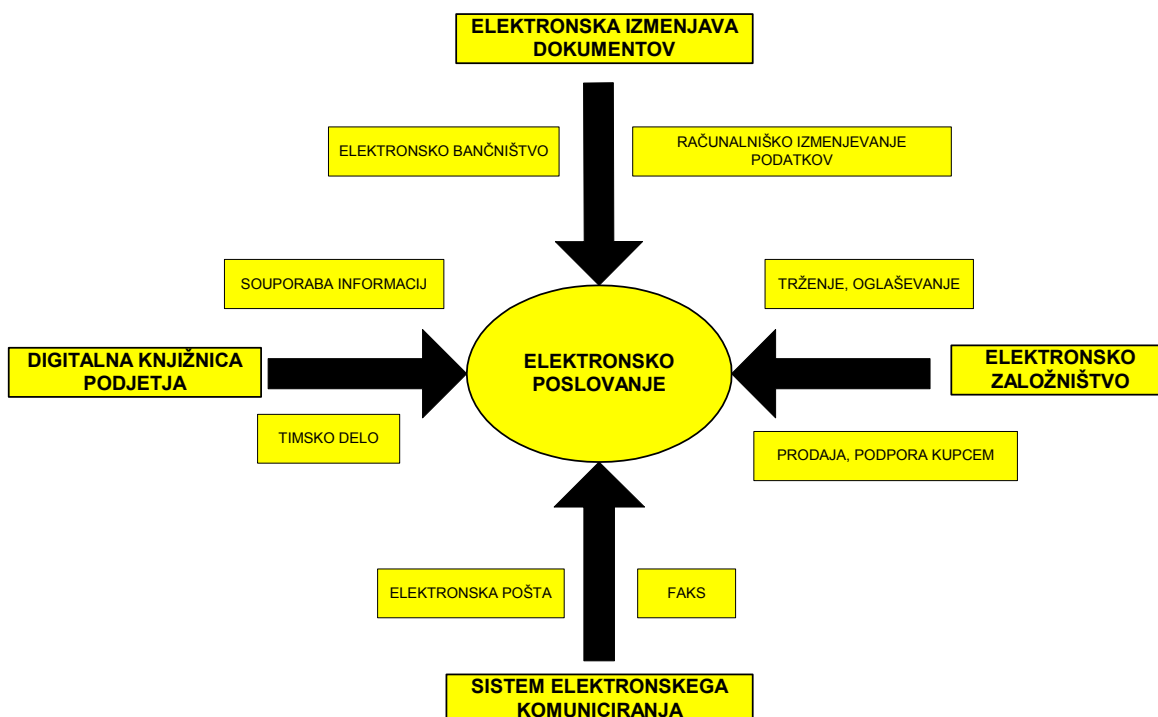 ELEKTRONSKA IZMENJAVA
DOKUMENTOV
ELEKTRONSKO BANČNIŠTVO
RAČUNALNIŠKO IZMENJEVANJE
PODATKOV
SOUPORABA INFORMACIJ
TRŽENJE, OGLAŠEVANJE
DIGITALNA KNJIŽNICA
PODJETJA
ELEKTRONSKO
POSLOVANJE
ELEKTRONSKO
ZALOŽNIŠTVO
TIMSKO DELO
PRODAJA, PODPORA KUPCEM
ELEKTRONSKA POŠTA
FAKS
SISTEM ELEKTRONSKEGA
KOMUNICIRANJA